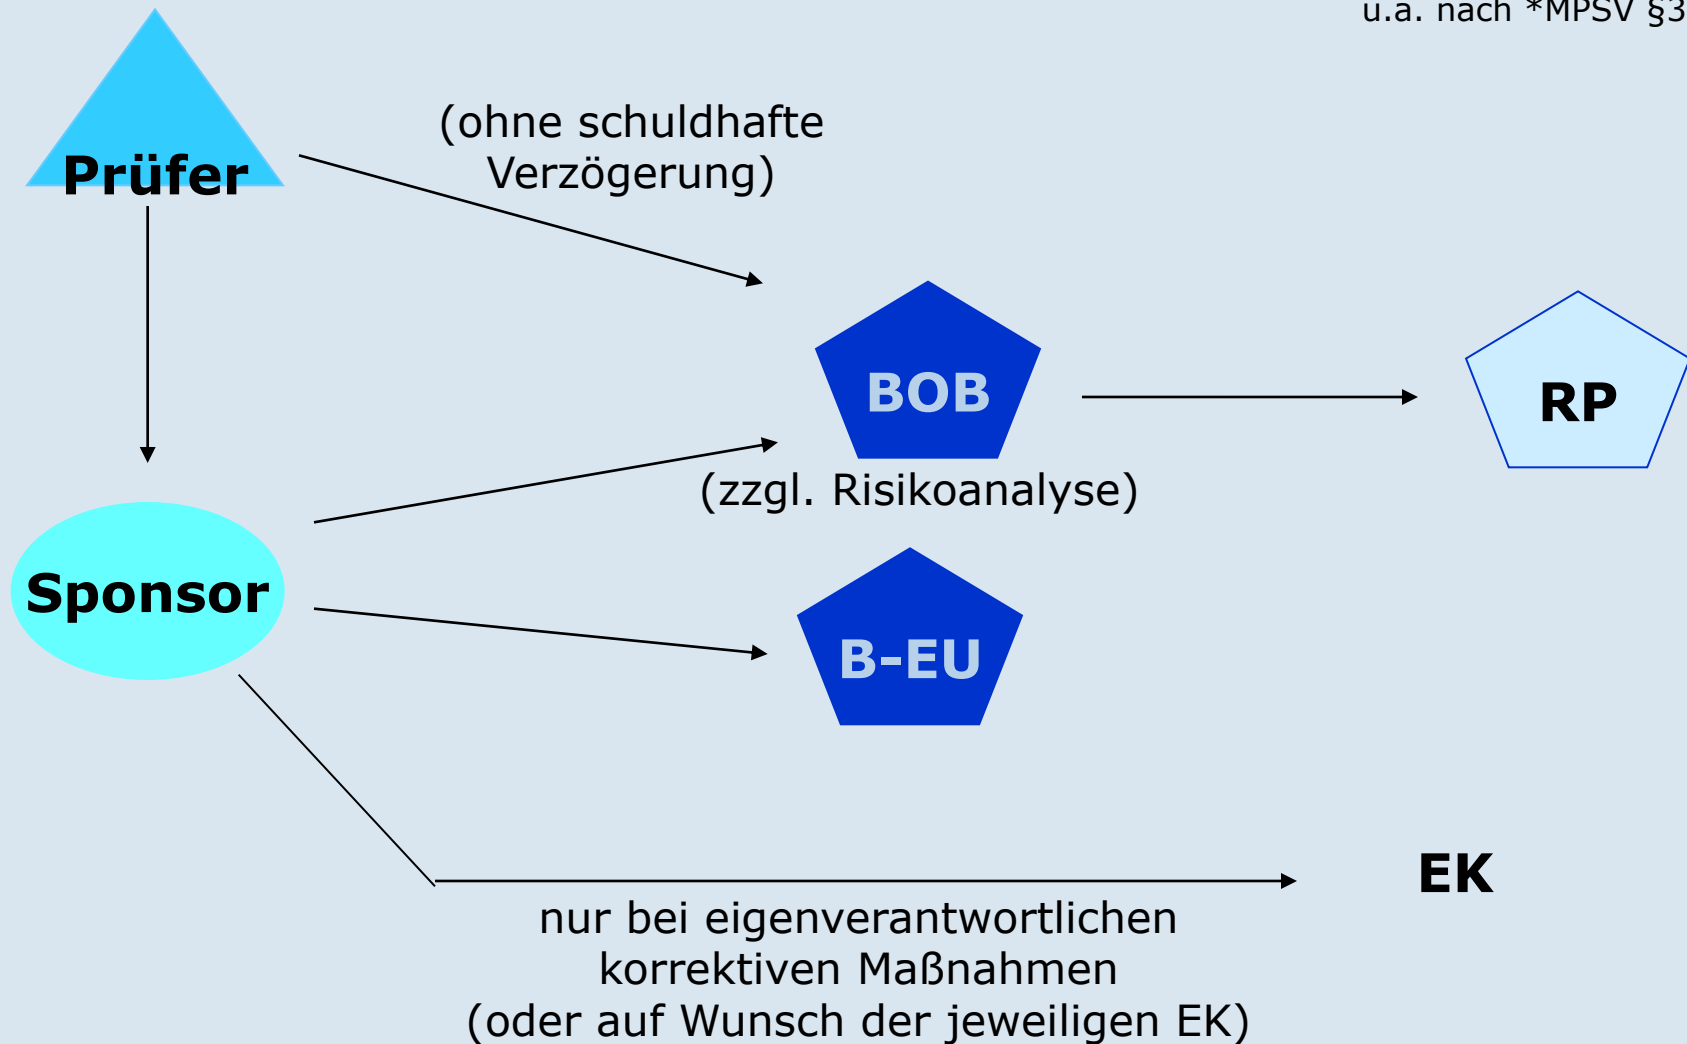 u.a. nach *MPSV §3
Prüfer
(ohne schuldhafte
Verzögerung)
BOB
RP
(zzgl. Risikoanalyse)
Sponsor
B-EU
EK
nur bei eigenverantwortlichen
korrektiven Maßnahmen
(oder auf Wunsch der jeweiligen EK)